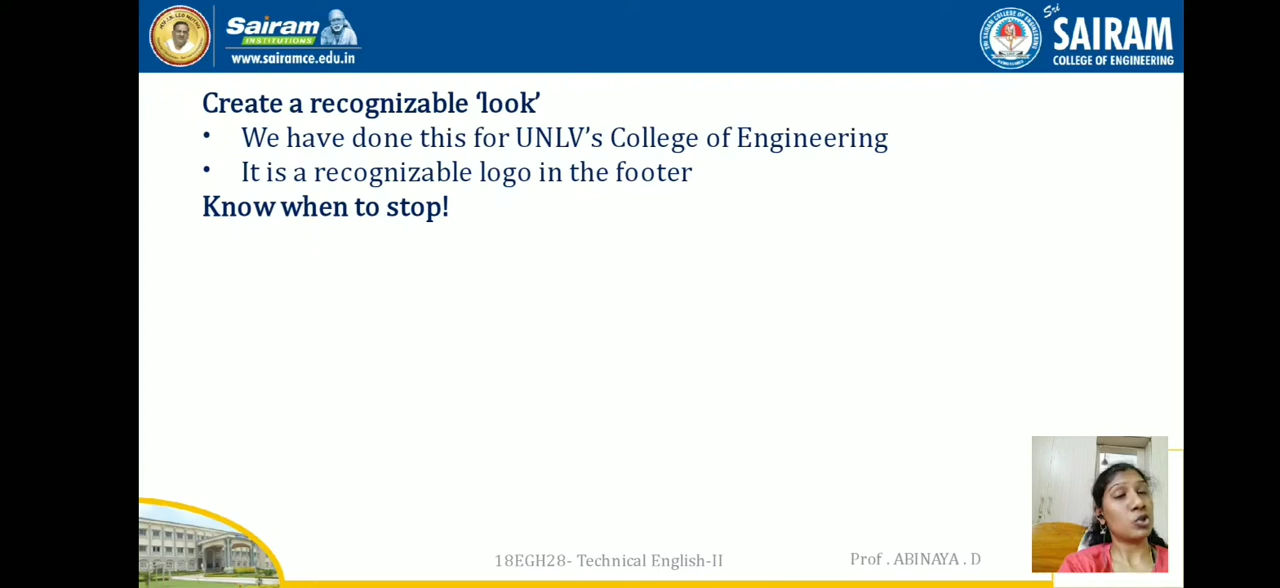 Sairam
INSTITUTIONS
www.sairamce.edu.in
Sri
SAIRAM
COLLEGE OF ENGINEERING
Create a recognizable ‘look’
• We have done this for UNLV’s College of Engineering
• It is a recognizable logo in the footer
Know when to stop!
18EGH28- Technical English-II
Prof . ABINAYA . D